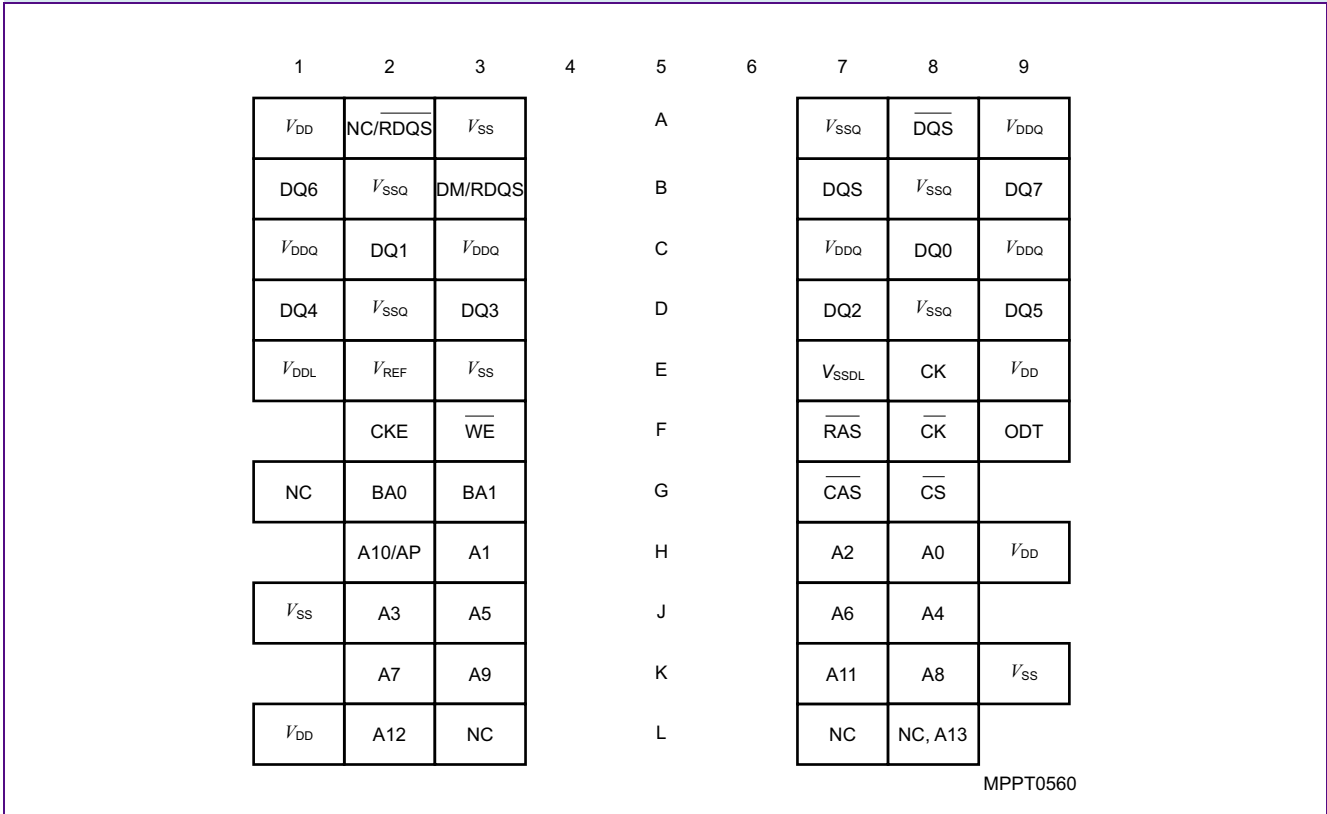 1 2 3 4 5 6 7 8 9
VDD NC/RDQS VSS A VSSQ DQS VDDQ
DQ6 VSSQ DM/RDQS B DQS VSSQ DQ7
VDDQ DQ1 VDDQ C VDDQ DQ0 VDDQ
DQ4 VSSQ DQ3 D DQ2 VSSQ DQ5
VDDL VREF VSS E VSSDL CK VDD
CKE WE F RAS CK ODT
NC BA0 BA1 G CAS CS
A10/AP A1 H A2 A0 VDD
VSS A3 A5 J A6 A4
A7 A9 K A11 A8 VSS
VDD A12 NC L NC NC, A13
MPPT0560